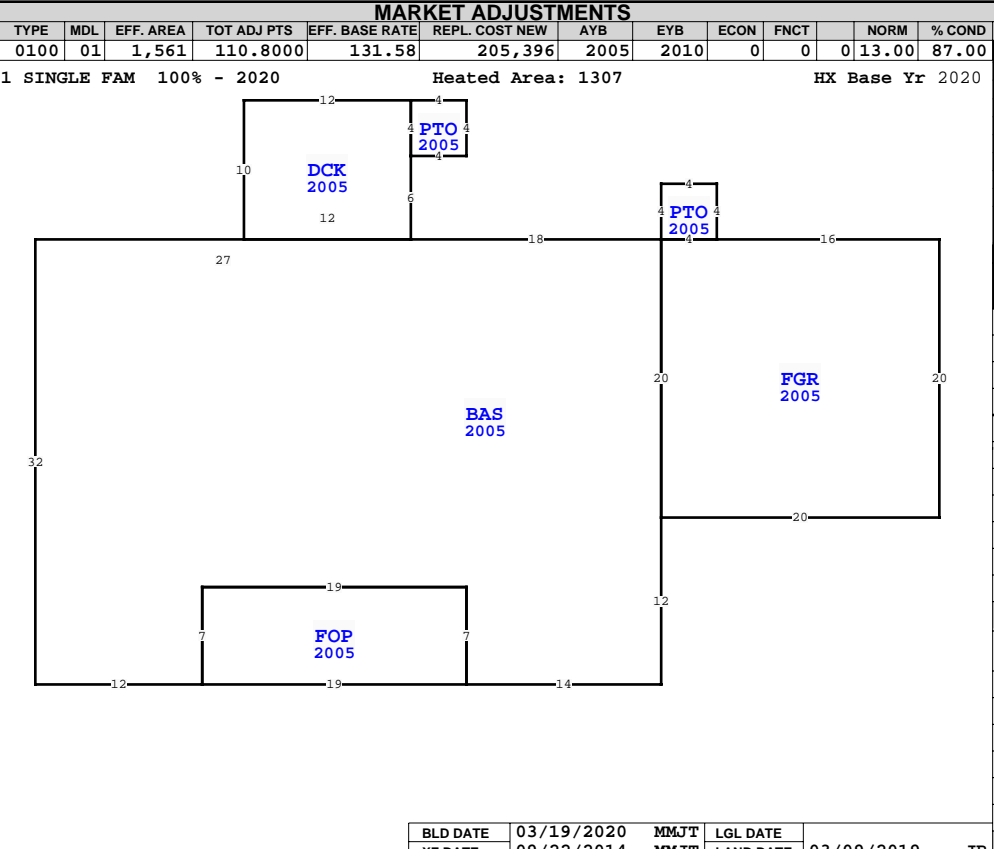 MARKET ADJUSTMENTS
TYPE MDL EFF. AREA TOT ADJ PTS EFF. BASE RATE REPL. COST NEW AYB EYB ECON FNCT NORM % COND
0100 01 1,561 110.8000 131.58 205,396 2005 2010 0 0 0 13.00 87.00
1 SINGLE FAM 100% - 2020 Heated Area: 1307 HX Base Yr 2020
12 4
4 PTO 4
2005
4
10 DCK
2005
6
12
4
4 PTO 4
2005
18 4 16
27
20 FGR 20
2005
BAS
2005
32
20
19
12
7 FOP 7
2005
12 19 14
BLD DATE 03/19/2020 MMJT LGL DATE